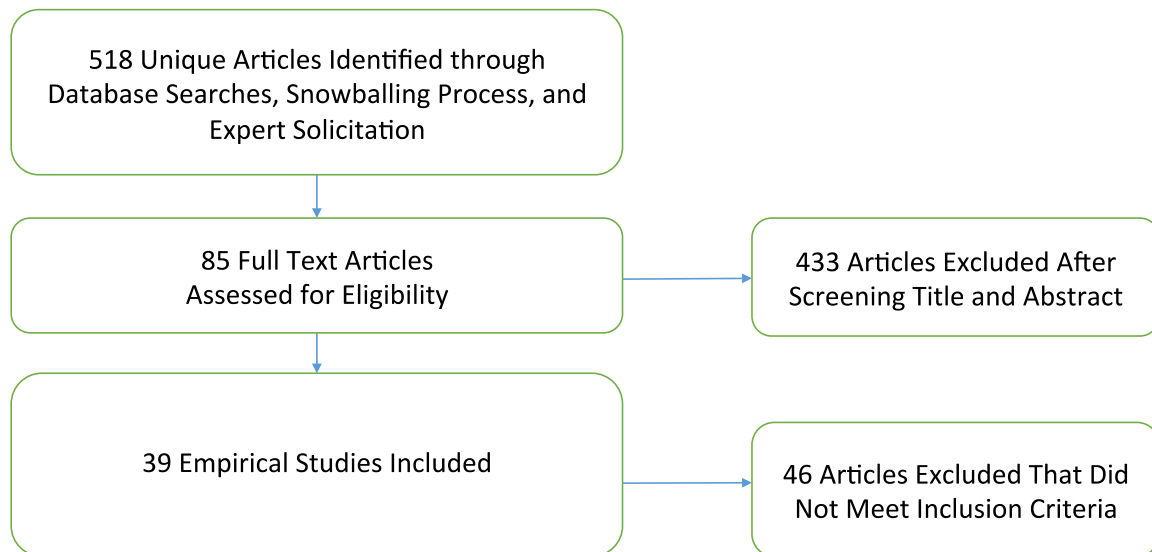 518 Unique Articles Identified through
Database Searches, Snowballing Process, and
Expert Solicitation
85 Full Text Articles
Assessed for Eligibility
433 Articles Excluded After
Screening Title and Abstract
39 Empirical Studies Included
46 Articles Excluded That Did
Not Meet Inclusion Criteria